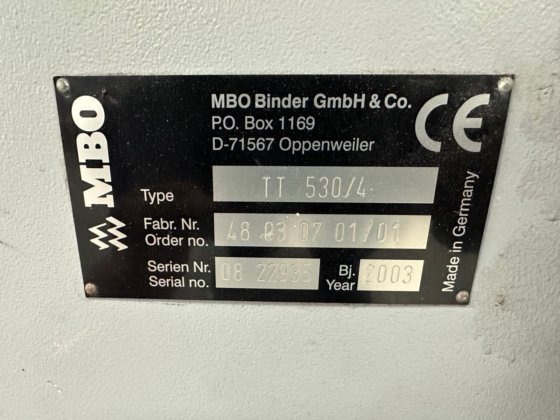 MBO
MBO Binder GmbH & Co.
P.O. Box 1169
D-71567 Oppenweiler
CE
Type TT 530/4
Fabr. Nr.
Order no. 48 03 07 01/01
Serien Nr. Bj.
Serial no. 08 22935 Year 2003
Made in Germany